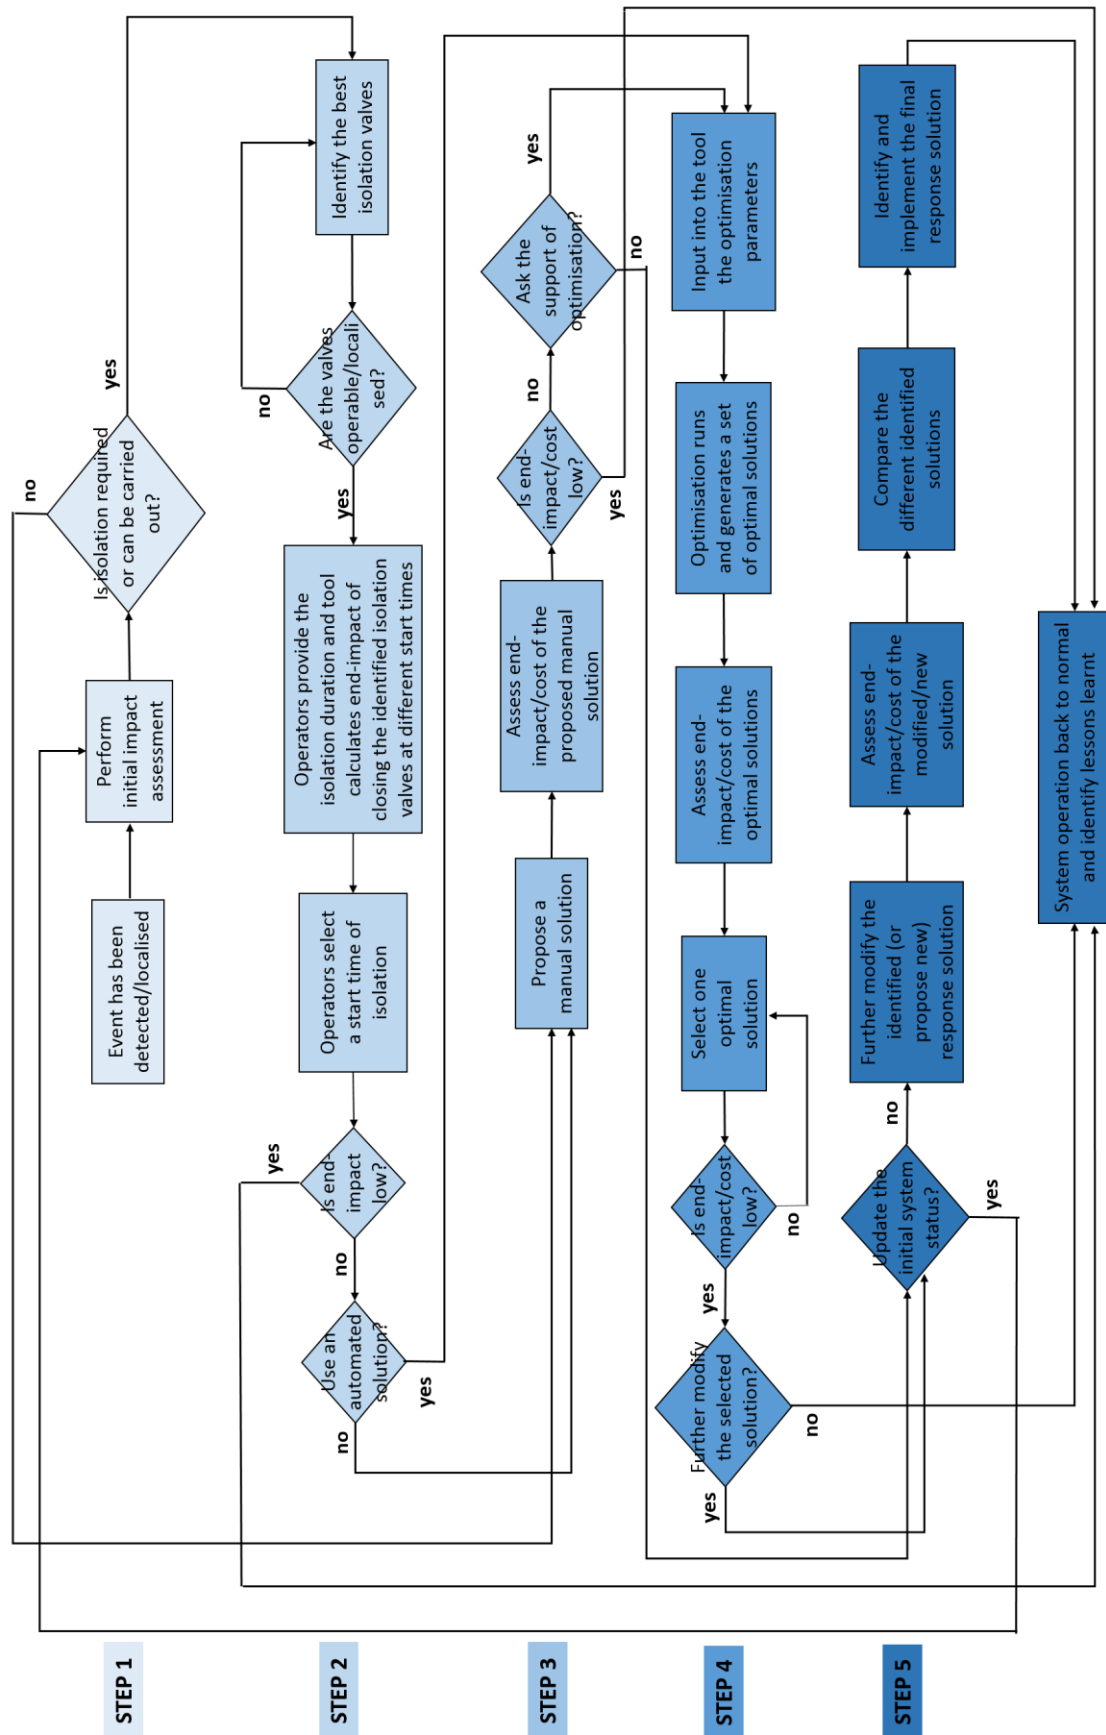 STEP 1
Event has been
detected/localised
Perform
initial impact
assessment
Is isolation required
or can be carried
out?
no
yes
STEP 2
Identify the best
isolation valves
Are the valves
operable/locali
sed?
no
yes
Operators provide the
isolation duration and tool
calculates end-impact of
closing the identified isolation
valves at different start times
Operators select
a start time of
isolation
Is end-
impact
low?
yes
no
Use an
automated
solution?
yes
no
STEP 3
Propose a
manual solution
Assess end-
impact/cost of the
proposed manual
solution
Is end-
impact/cost
low?
no
yes
Ask the
support of
optimisation?
yes
no
STEP 4
Input into the tool
the optimisation
parameters
Optimisation runs
and generates a set
of optimal solutions
Assess end-
impact/cost of the
optimal solutions
Select one
optimal
solution
Is end-
impact/cost
low?
no
yes
Further modify
the selected
solution?
yes
no
STEP 5
Update the
initial system
status?
no
yes
Further modify the
identified (or
propose new)
response solution
Assess end-
impact/cost of the
modified/new
solution
Compare the
different identified
solutions
Identify and
implement the final
response solution
System operation back to normal
and identify lessons learnt